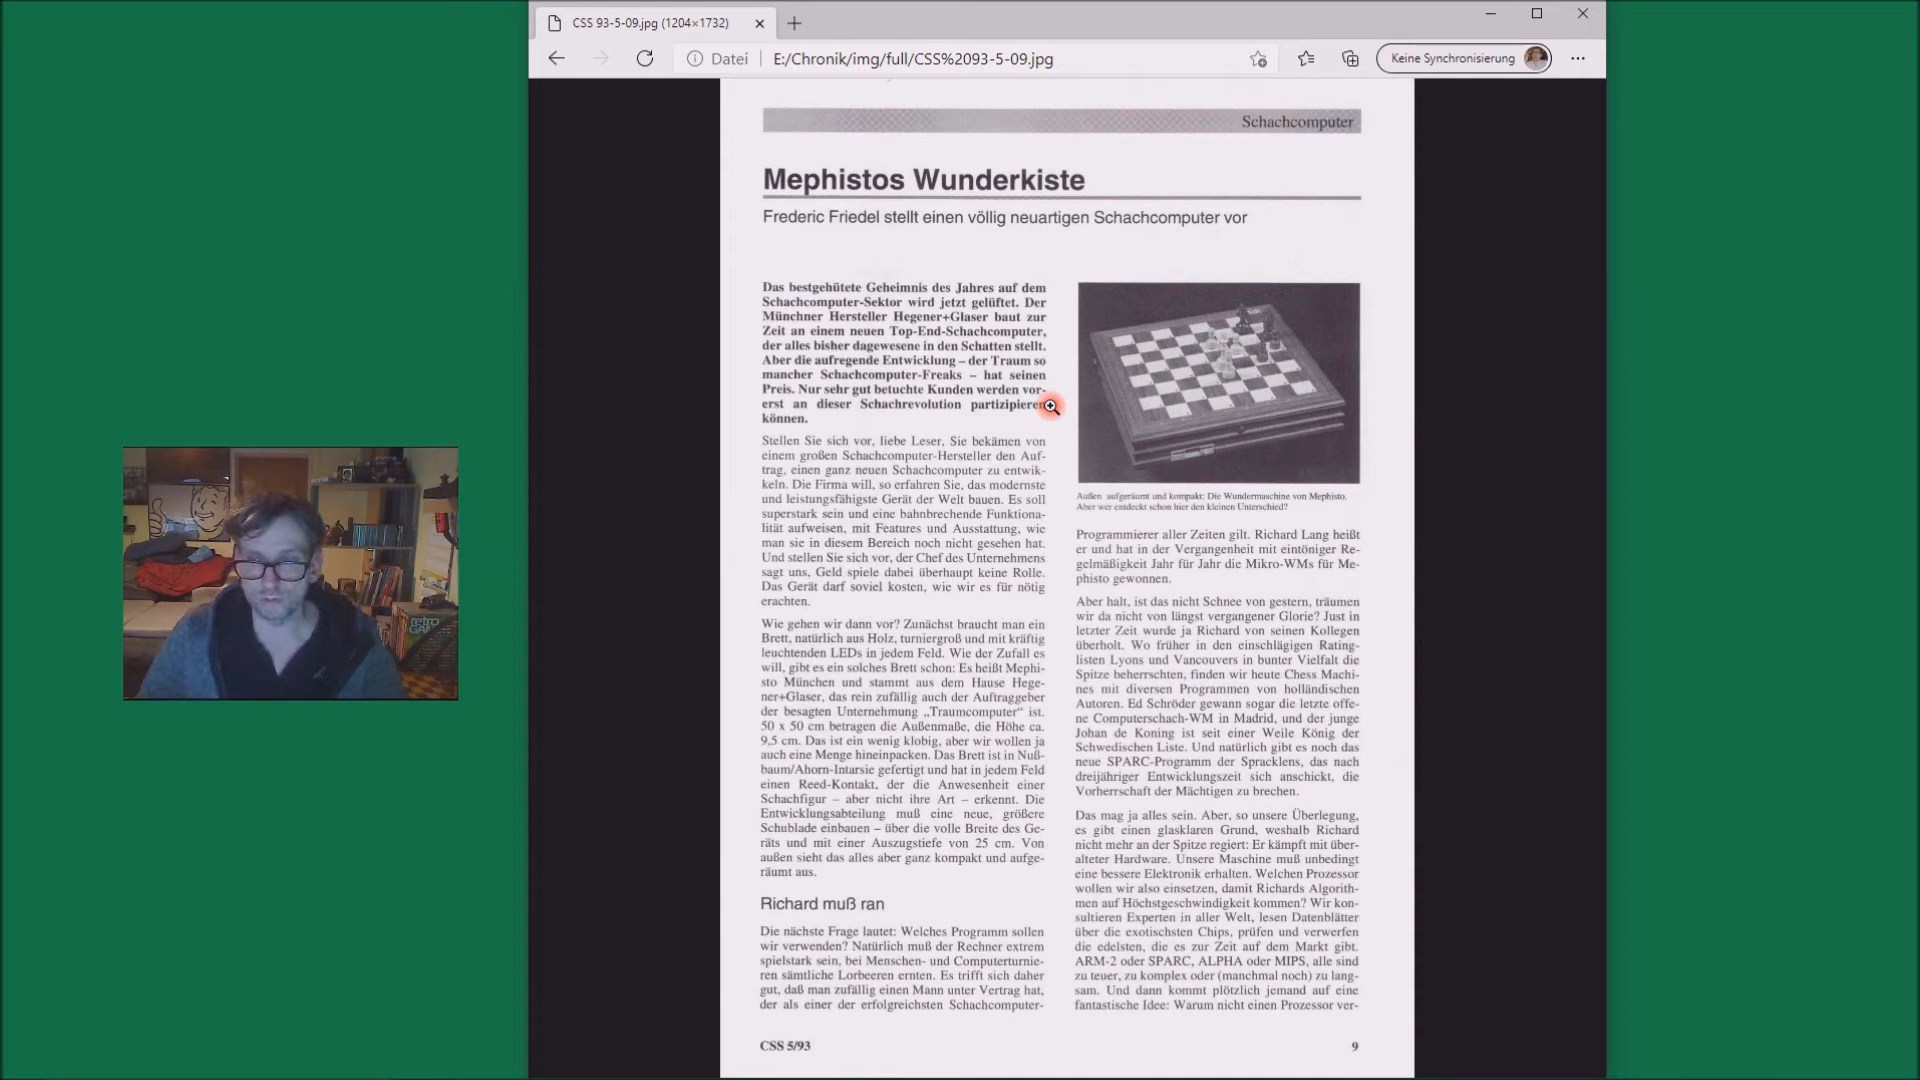 CSS 93-5-09.jpg (1204×1732)
Datei
E:/Chronik/img/full/CSS%2093-5-09.jpg
Keine Synchronisierung
Schachcomputer
Mephistos Wunderkiste
Frederic Friedel stellt einen völlig neuartigen Schachcomputer vor
Das bestgehütete Geheimnis des Jahres auf dem
Schachcomputer-Sektor wird jetzt gelüftet. Der
Münchner Hersteller Hegener+Glaser baut zur
Zeit an einem neuen Top-End-Schachcomputer,
der alles bisher dagewesene in den Schatten stellt.
Aber die aufregende Entwicklung – der Traum so
mancher Schachcomputer-Freaks – hat seinen
Preis. Nur sehr gut betuchte Kunden werden vor-
erst an dieser Schachrevolution partizipieren
können.
Stellen Sie sich vor, liebe Leser, Sie bekämen von
einem großen Schachcomputer-Hersteller den Auf-
trag, einen ganz neuen Schachcomputer zu entwik-
keln. Die Firma will, so erfahren Sie, das modernste
und leistungsfähigste Gerät der Welt bauen. Es soll
superstark sein und eine bahnbrechende Funktiona-
lität aufweisen, mit Features und Ausstattung, wie
man sie in diesem Bereich noch nicht gesehen hat.
Und stellen Sie sich vor, der Chef des Unternehmens
sagt uns, Geld spiele dabei überhaupt keine Rolle.
Das Gerät darf soviel kosten, wie wir es für nötig
erachten.
Wie gehen wir dann vor? Zunächst braucht man ein
Brett, natürlich aus Holz, turniergroß und mit kräftig
leuchtenden LEDs in jedem Feld. Wie der Zufall es
will, gibt es ein solches Brett schon: Es heißt Mephi-
sto München und stammt aus dem Hause Hege-
ner+Glaser, das rein zufällig auch der Auftraggeber
der besagten Unternehmung „Traumcomputer“ ist.
50 x 50 cm betragen die Außenmaße, die Höhe ca.
9,5 cm. Das ist ein wenig klobig, aber wir wollen ja
auch eine Menge hineinpacken. Das Brett ist in Nuß-
baum/Ahorn-Intarsie gefertigt und hat in jedem Feld
einen Reed-Kontakt, der die Anwesenheit einer
Schachfigur – aber nicht ihre Art – erkennt. Die
Entwicklungsabteilung muß eine neue, größere
Schublade einbauen – über die volle Breite des Ge-
räts und mit einer Auszugstiefe von 25 cm. Von
außen sieht das alles aber ganz kompakt und aufge-
räumt aus.
Richard muß ran
Die nächste Frage lautet: Welches Programm sollen
wir verwenden? Natürlich muß der Rechner extrem
spielstark sein, bei Menschen- und Computerturnie-
ren sämtliche Lorbeeren ernten. Es trifft sich daher
gut, daß man zufällig einen Mann unter Vertrag hat,
der als einer der erfolgreichsten Schachcomputer-
Außen aufgeräumt und kompakt: Die Wundermaschine von Mephisto.
Aber wer entdeckt schon hier den kleinen Unterschied?
Programmierer aller Zeiten gilt. Richard Lang heißt
er und hat in der Vergangenheit mit eintöniger Re-
gelmäßigkeit Jahr für Jahr die Mikro-WMs für Me-
phisto gewonnen.
Aber halt, ist das nicht Schnee von gestern, träumen
wir da nicht von längst vergangener Glorie? Just in
letzter Zeit wurde ja Richard von seinen Kollegen
überholt. Wo früher in den einschlägigen Rating-
listen Lyons und Vancouvers in bunter Vielfalt die
Spitze beherrschten, finden wir heute Chess Machi-
nes mit diversen Programmen von holländischen
Autoren. Ed Schröder gewann sogar die letzte offe-
ne Computerschach-WM in Madrid, und der junge
Johan de Koning ist seit einer Weile König der
Schwedischen Liste. Und natürlich gibt es noch das
neue SPARC-Programm der Spracklens, das nach
dreijähriger Entwicklungszeit sich anschickt, die
Vorherrschaft der Mächtigen zu brechen.
Das mag ja alles sein. Aber, so unsere Überlegung,
es gibt einen glasklaren Grund, weshalb Richard
nicht mehr an der Spitze regiert: Er kämpft mit über-
alteter Hardware. Unsere Maschine muß unbedingt
eine bessere Elektronik erhalten. Welchen Prozessor
wollen wir also einsetzen, damit Richards Algorith-
men auf Höchstgeschwindigkeit kommen? Wir kon-
sultieren Experten in aller Welt, lesen Datenblätter
über die exotischsten Chips, prüfen und verwerfen
die edelsten, die es zur Zeit auf dem Markt gibt.
ARM-2 oder SPARC, ALPHA oder MIPS, alle sind
zu teuer, zu komplex oder (manchmal noch) zu lang-
sam. Und dann kommt plötzlich jemand auf eine
fantastische Idee: Warum nicht einen Prozessor ver-
CSS 5/93
9
retro